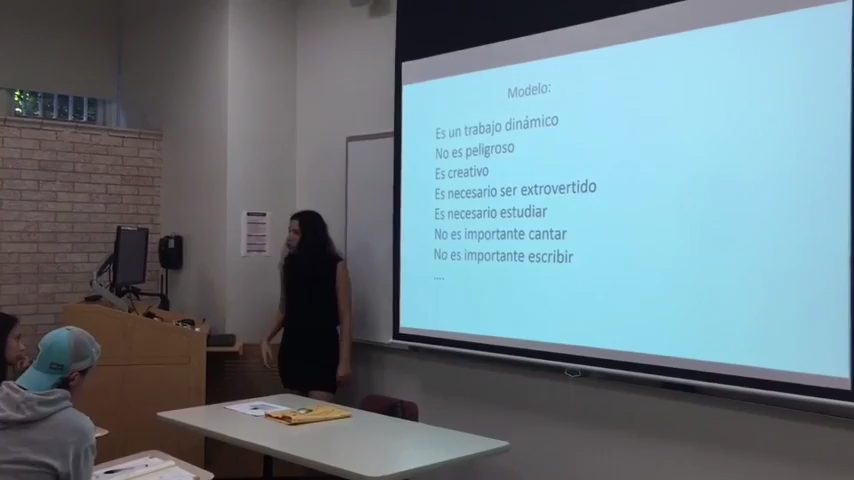 Modelo:
Es un trabajo dinámico
No es peligroso
Es creativo
Es necesario ser extrovertido
Es necesario estudiar
No es importante cantar
No es importante escribir
....